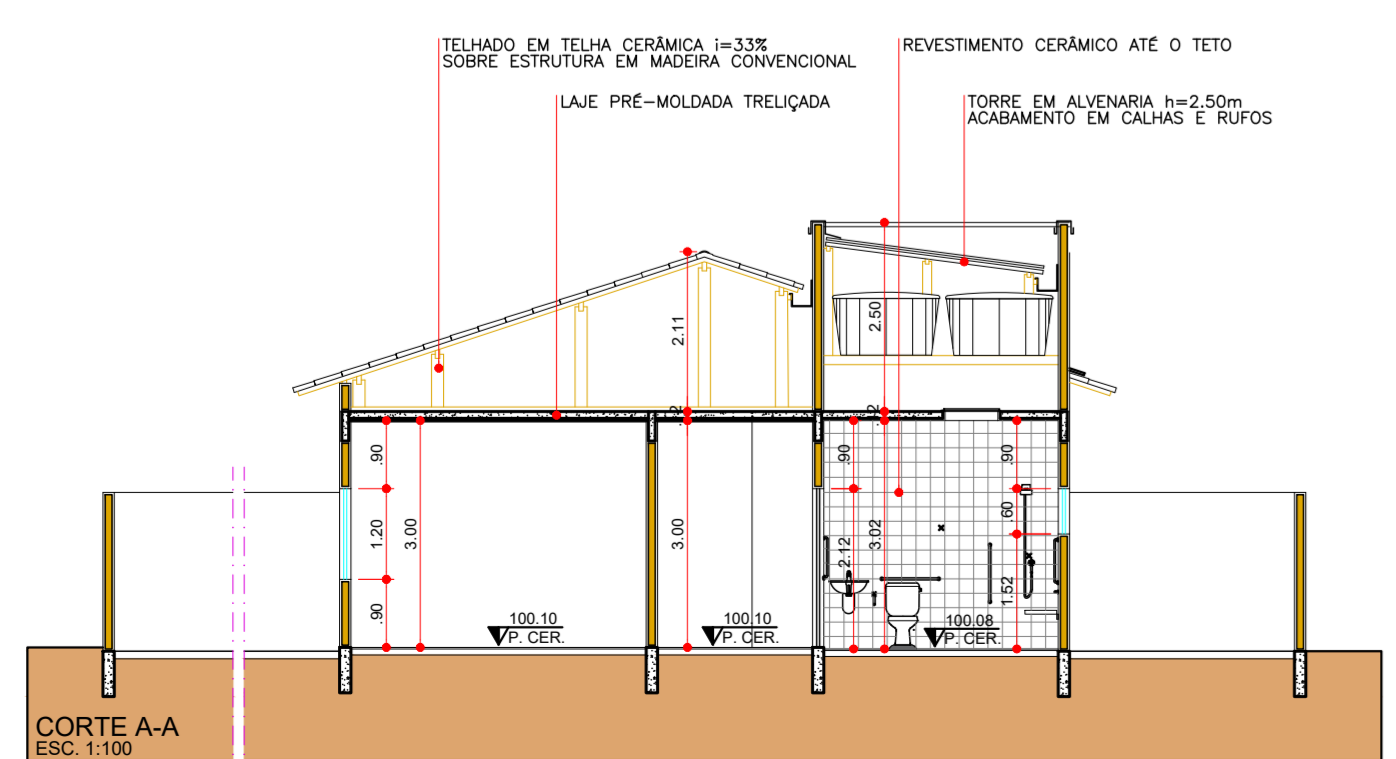 TELHADO EM TELHA CERÂMICA i=33%
SOBRE ESTRUTURA EM MADEIRA CONVENCIONAL
REVESTIMENTO CERÂMICO ATÉ O TETO
LAJE PRÉ-MOLDADA TRELIÇADA
TORRE EM ALVENARIA h=2.50m
ACABAMENTO EM CALHAS E RUFOS
2.11
2.50
.90
1.20
.90
3.00
3.00
.90
2.12
3.02
.90
.60
1.52
100.10
P. CER.
100.10
P. CER.
100.08
P. CER.
CORTE A-A
ESC. 1:100